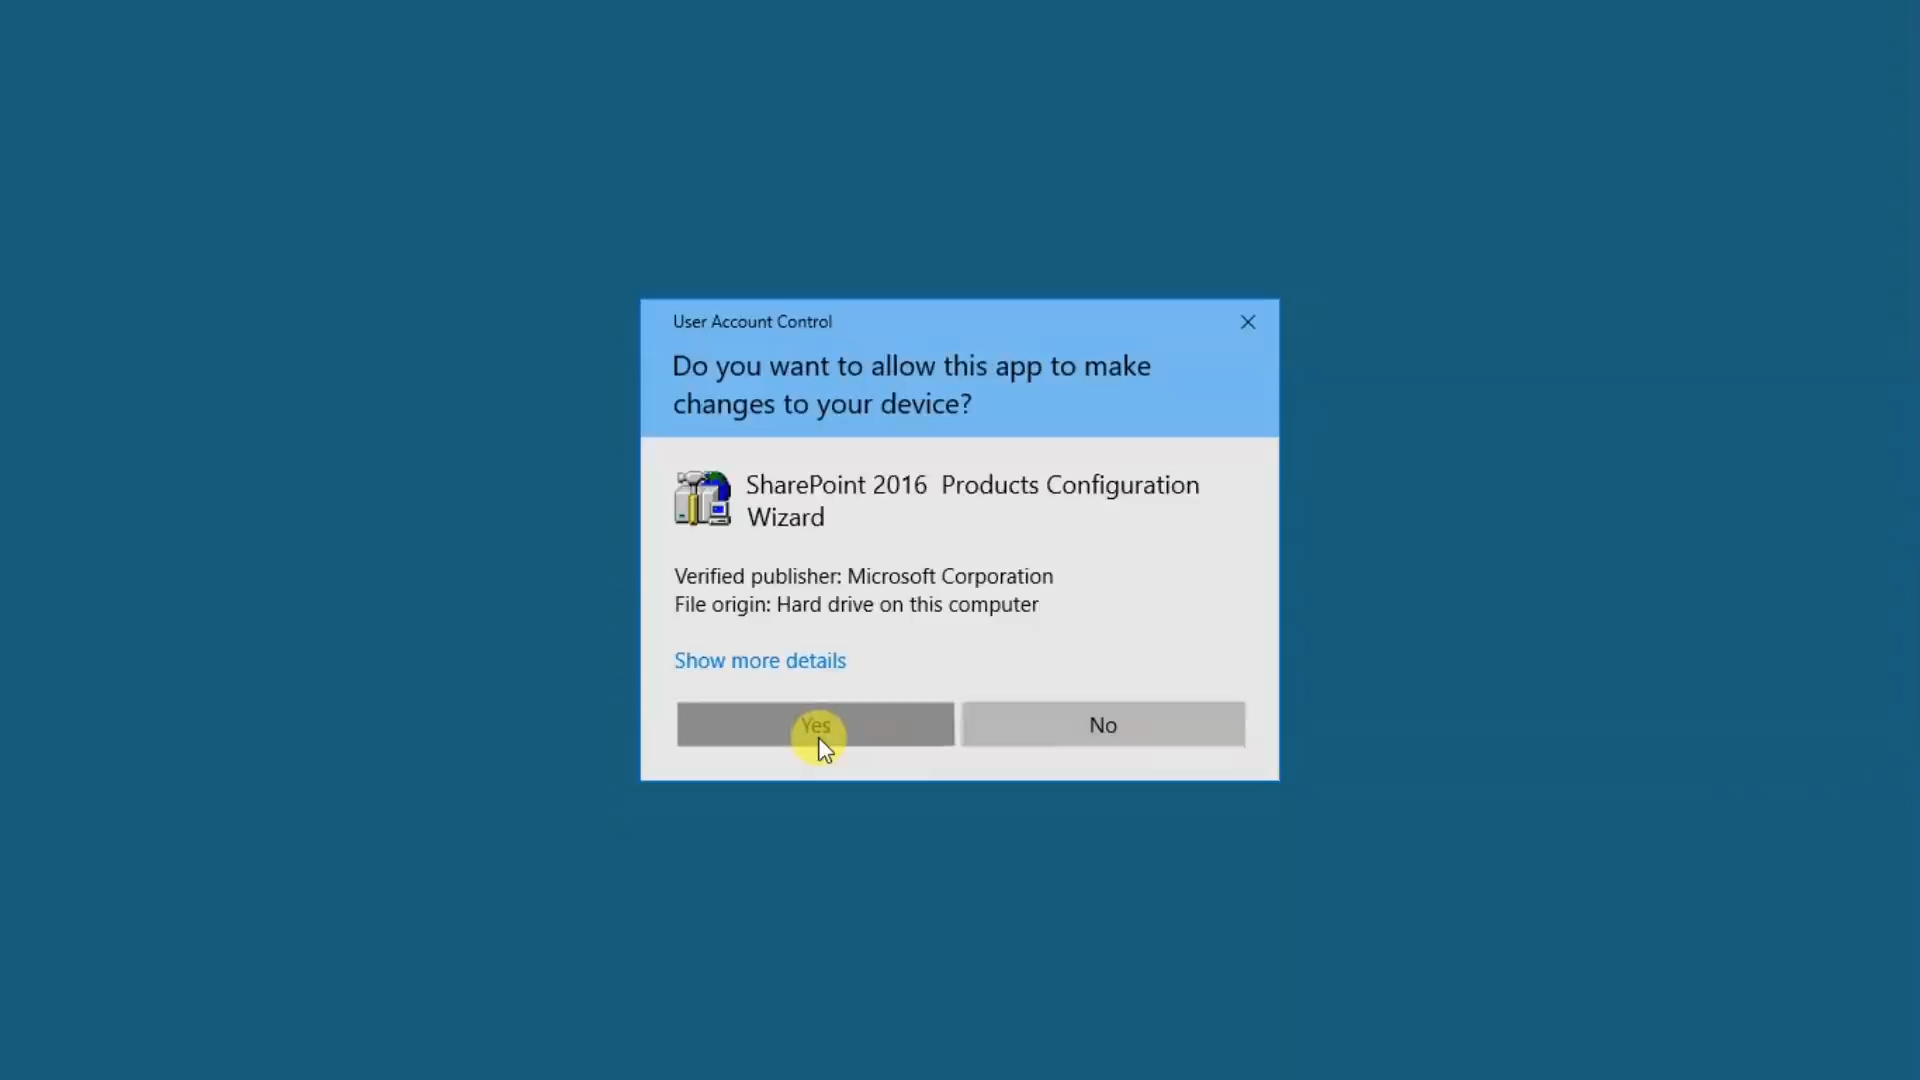 User Account Control
Do you want to allow this app to make
changes to your device?
SharePoint 2016  Products Configuration
Wizard
Verified publisher: Microsoft Corporation
File origin: Hard drive on this computer
Show more details
Yes
No